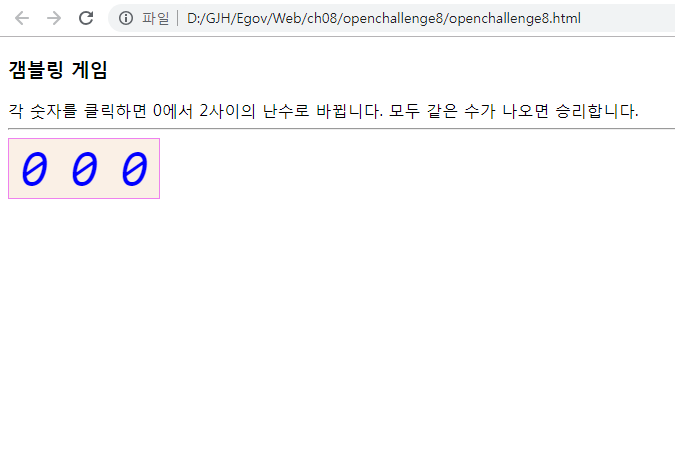 파일 D:/GJH/Egov/Web/ch08/openchallenge8/openchallenge8.html
갬블링 게임
각 숫자를 클릭하면 0에서 2사이의 난수로 바뀝니다. 모두 같은 수가 나오면 승리합니다.
0 0 0